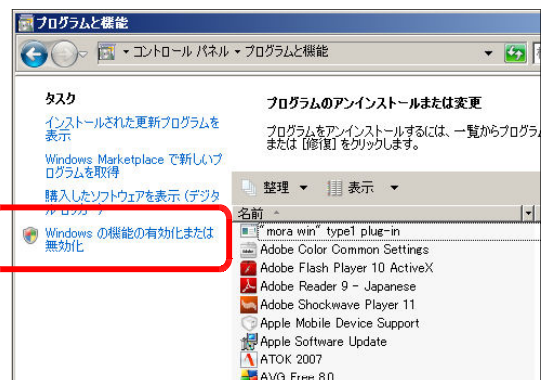 プログラムと機能
コントロール パネル
プログラムと機能
タスク
インストールされた更新プログラムを
表示
Windows Marketplace で新しいプ
ログラムを取得
購入したソフトウェアを表示 (デジタ
Windows の機能の有効化または
無効化
プログラムのアンインストールまたは変更
プログラムをアンインストールするには、一覧からプログラ
または [修復] をクリックします。
整理
表示
名前
"mora win" type1 plug-in
Adobe Color Common Settings
Adobe Flash Player 10 ActiveX
Adobe Reader 9 - Japanese
Adobe Shockwave Player 11
Apple Mobile Device Support
Apple Software Update
ATOK 2007
AVG Free 8.0